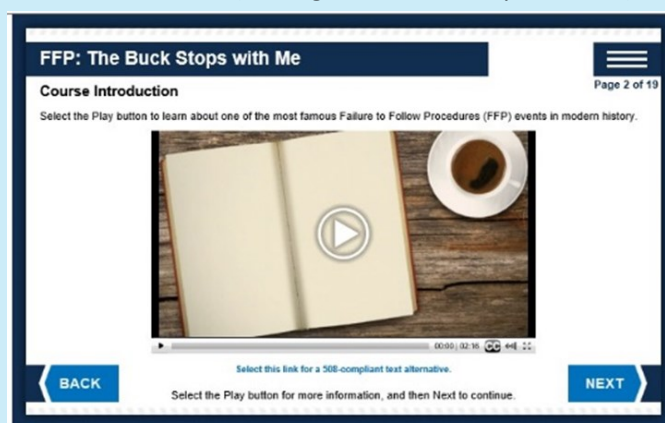 FFP: The Buck Stops with Me
Page 2 of 19
Course Introduction
Select the Play button to learn about one of the most famous Failure to Follow Procedures (FFP) events in modern history.
00:00 | 02:16 CC
Select this link for a 508-compliant text alternative.
BACK
Select the Play button for more information, and then Next to continue.
NEXT